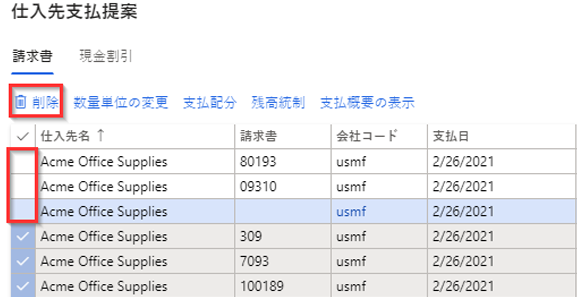 仕入先支払提案
請求書 現金割引
削除 数量単位の変更 支払配分 残高統制 支払概要の表示
仕入先名 ↑ 請求書 会社コード 支払日
Acme Office Supplies 80193 usmf 2/26/2021
Acme Office Supplies 09310 usmf 2/26/2021
Acme Office Supplies usmf 2/26/2021
Acme Office Supplies 309 usmf 2/26/2021
Acme Office Supplies 7093 usmf 2/26/2021
Acme Office Supplies 100189 usmf 2/26/2021